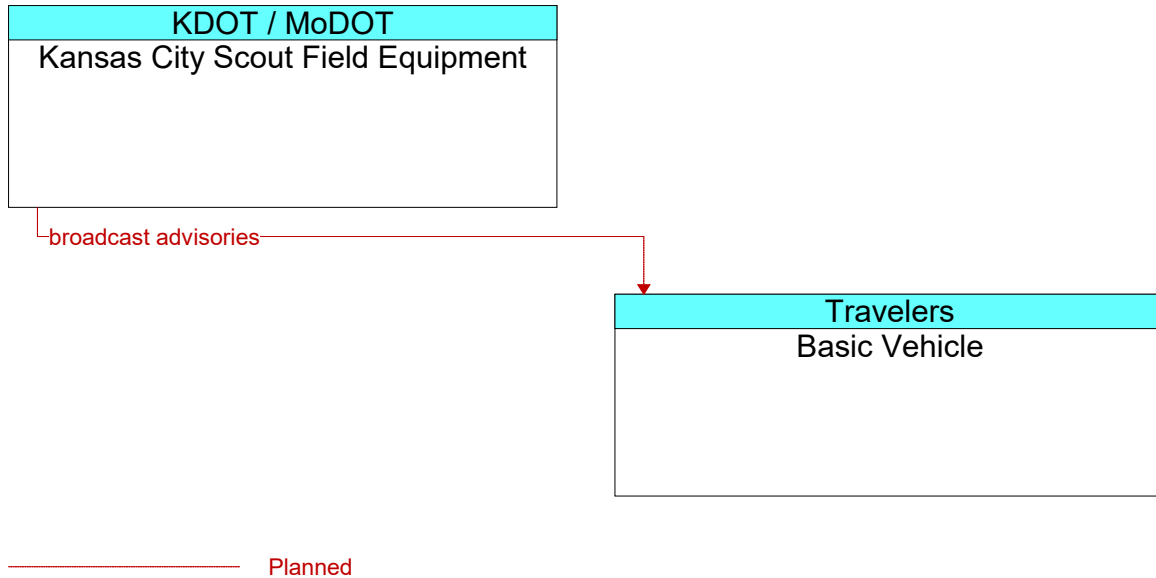 KDOT / MoDOT
Kansas City Scout Field Equipment
broadcast advisories
Travelers
Basic Vehicle
Planned